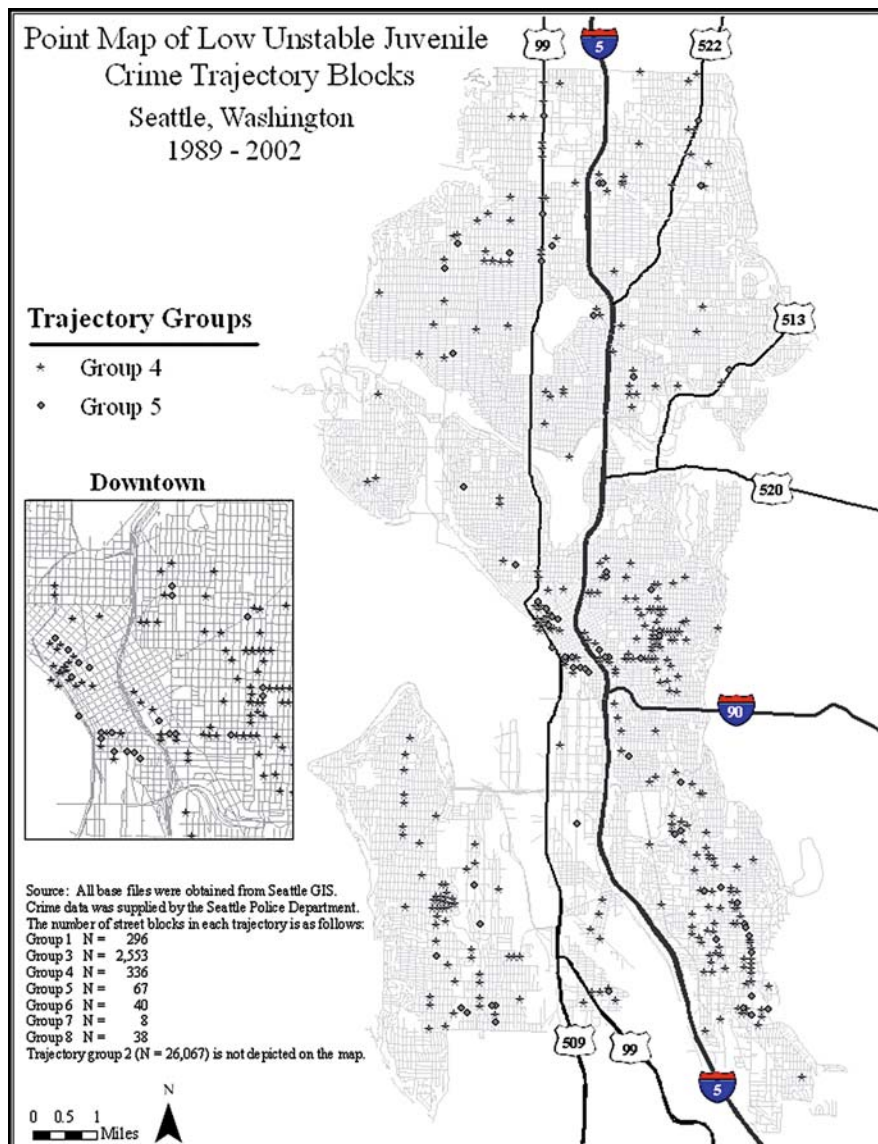 Point Map of Low Unstable Juvenile
Crime Trajectory Blocks
Seattle, Washington
1989 - 2002
99
5
522
513
Trajectory Groups
Group 4
Group 5
520
Downtown
90
Source: All base files were obtained from Seattle GIS.
Crime data was supplied by the Seattle Police Department.
The number of street blocks in each trajectory is as follows:
Group 1 N = 296
Group 3 N = 2,553
Group 4 N = 336
Group 5 N = 67
Group 6 N = 40
Group 7 N = 8
Group 8 N = 38
Trajectory group 2 (N = 26,067) is not depicted on the map.
509
99
5
N
0 0.5 1
Miles